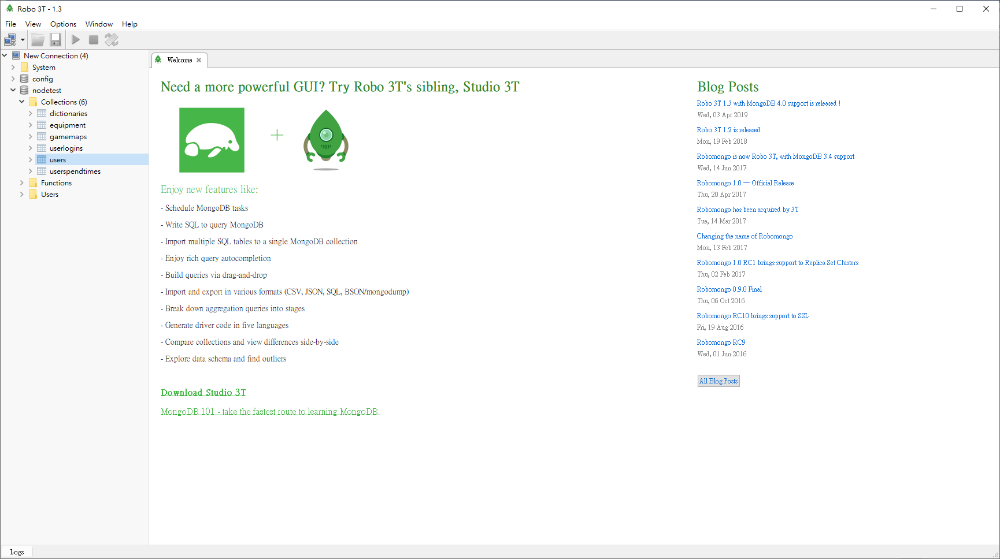 Robo 3T - 1.3
File View Options Window Help
New Connection (4)
System
config
nodetest
Collections (6)
dictionaries
equipment
gamemaps
userlogins
users
userspendtimes
Functions
Users
Welcome
Need a more powerful GUI? Try Robo 3T's sibling, Studio 3T
Enjoy new features like:
- Schedule MongoDB tasks
- Write SQL to query MongoDB
- Import multiple SQL tables to a single MongoDB collection
- Enjoy rich query autocompletion
- Build queries via drag-and-drop
- Import and export in various formats (CSV, JSON, SQL, BSON/mongodump)
- Break down aggregation queries into stages
- Generate driver code in five languages
- Compare collections and view differences side-by-side
- Explore data schema and find outliers
Download Studio 3T
MongoDB 101 - take the fastest route to learning MongoDB
Blog Posts
Robo 3T 1.3 with MongoDB 4.0 support is released !
Wed, 03 Apr 2019
Robo 3T 1.2 is released
Mon, 19 Feb 2018
Robomongo is now Robo 3T, with MongoDB 3.4 support
Wed, 14 Jun 2017
Robomongo 1.0 — Official Release
Thu, 20 Apr 2017
Robomongo has been acquired by 3T
Tue, 14 Mar 2017
Changing the name of Robomongo
Mon, 13 Feb 2017
Robomongo 1.0 RC1 brings support to Replica Set Clusters
Thu, 02 Feb 2017
Robomongo 0.9.0 Final
Thu, 06 Oct 2016
Robomongo RC10 brings support to SSL
Fri, 19 Aug 2016
Robomongo RC9
Wed, 01 Jun 2016
All Blog Posts
Logs